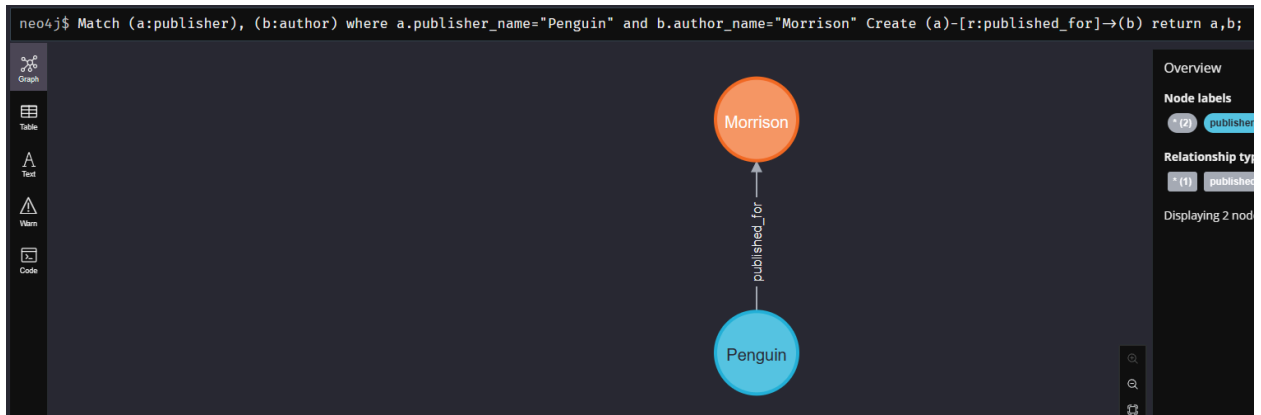 neo4j$ Match (a:publisher), (b:author) where a.publisher_name="Penguin" and b.author_name="Morrison" Create (a)-[r:published_for]→(b) return a,b;
Graph
Table
Text
Warn
Code
Morrison
published_for
Penguin
Overview
Node labels
* (2) publisher
Relationship typ
* (1) published
Displaying 2 nod